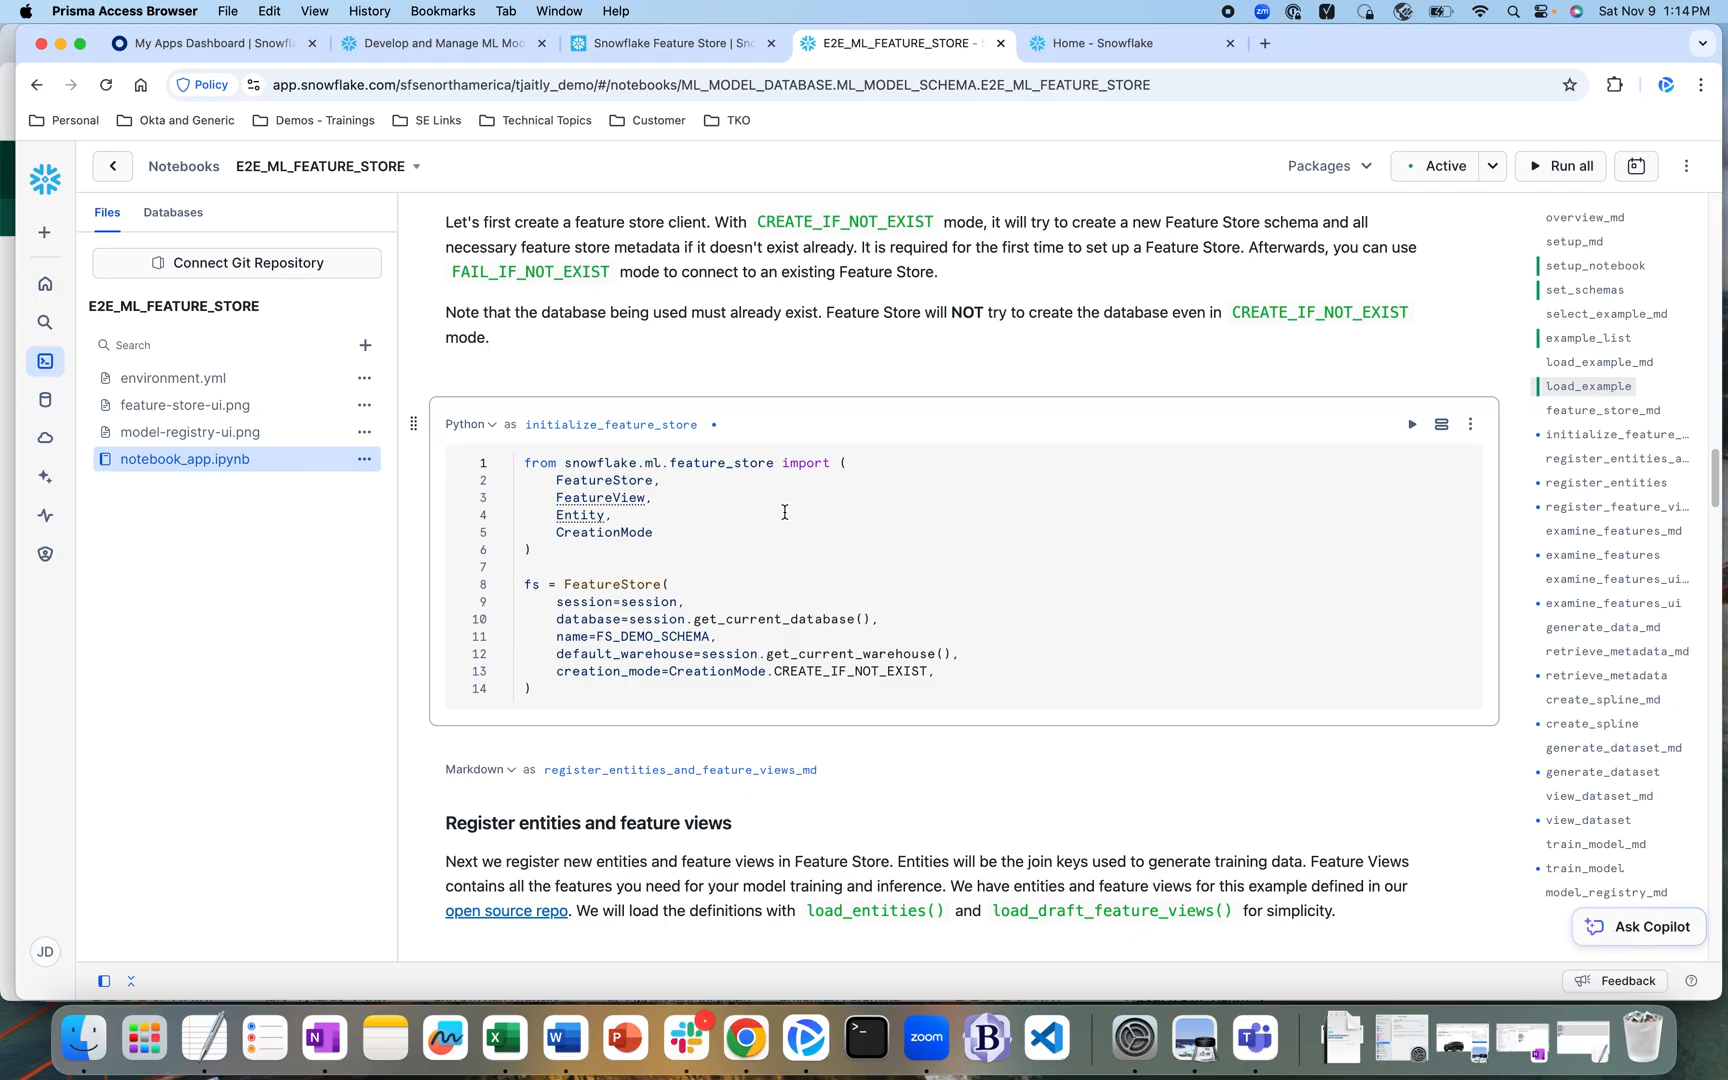 Prisma Access Browser File Edit View History Bookmarks Tab Window Help Sat Nov 9 1:14 PM
My Apps Dashboard | Snowfla Develop and Manage ML Mod Snowflake Feature Store | Sno E2E_ML_FEATURE_STORE - S Home - Snowflake
Policy app.snowflake.com/sfsenorthamerica/tjaitly_demo/#/notebooks/ML_MODEL_DATABASE.ML_MODEL_SCHEMA.E2E_ML_FEATURE_STORE
Personal Okta and Generic Demos - Trainings SE Links Technical Topics Customer TKO
Notebooks E2E_ML_FEATURE_STORE Packages Active Run all
Files Databases
Connect Git Repository
E2E_ML_FEATURE_STORE
Search
environment.yml
feature-store-ui.png
model-registry-ui.png
notebook_app.ipynb
JD
Let's first create a feature store client. With CREATE_IF_NOT_EXIST mode, it will try to create a new Feature Store schema and all
necessary feature store metadata if it doesn't exist already. It is required for the first time to set up a Feature Store. Afterwards, you can use
FAIL_IF_NOT_EXIST mode to connect to an existing Feature Store.
Note that the database being used must already exist. Feature Store will NOT try to create the database even in CREATE_IF_NOT_EXIST
mode.
Python as initialize_feature_store
1 from snowflake.ml.feature_store import (
2 FeatureStore,
3 FeatureView,
4 Entity,
5 CreationMode
6 )
7
8 fs = FeatureStore(
9 session=session,
10 database=session.get_current_database(),
11 name=FS_DEMO_SCHEMA,
12 default_warehouse=session.get_current_warehouse(),
13 creation_mode=CreationMode.CREATE_IF_NOT_EXIST,
14 )
Markdown as register_entities_and_feature_views_md
Register entities and feature views
Next we register new entities and feature views in Feature Store. Entities will be the join keys used to generate training data. Feature Views
contains all the features you need for your model training and inference. We have entities and feature views for this example defined in our
open source repo. We will load the definitions with load_entities() and load_draft_feature_views() for simplicity.
overview_md
setup_md
setup_notebook
set_schemas
select_example_md
example_list
load_example_md
load_example
feature_store_md
initialize_feature_...
register_entities_a...
register_entities
register_feature_vi...
examine_features_md
examine_features
examine_features_ui...
examine_features_ui
generate_data_md
retrieve_metadata_md
retrieve_metadata
create_spline_md
create_spline
generate_dataset_md
generate_dataset
view_dataset_md
view_dataset
train_model_md
train_model
model_registry_md
Ask Copilot
Feedback
zoom